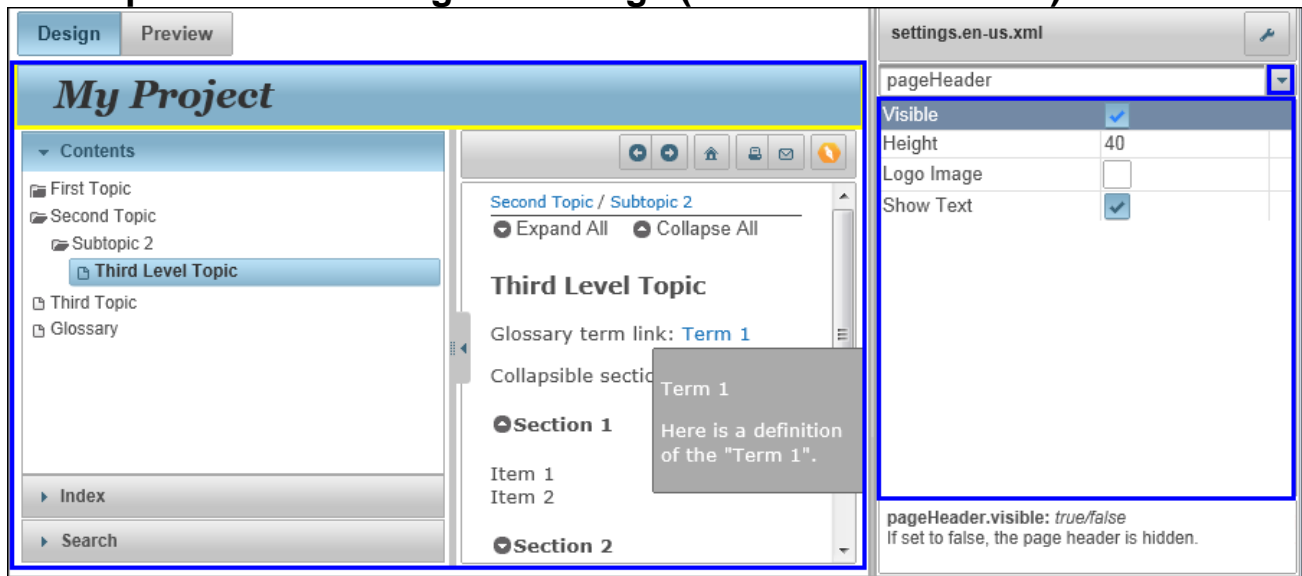 Design Preview
My Project
Contents
First Topic
Second Topic
Subtopic 2
Third Level Topic
Third Topic
Glossary
Index
Search
Second Topic / Subtopic 2
Expand All Collapse All
Third Level Topic
Glossary term link: Term 1
Collapsible sectio
Term 1
Here is a definition
of the "Term 1".
Section 1
Item 1
Item 2
Section 2
settings.en-us.xml
pageHeader
Visible
Height 40
Logo Image
Show Text
pageHeader.visible: true/false
If set to false, the page header is hidden.